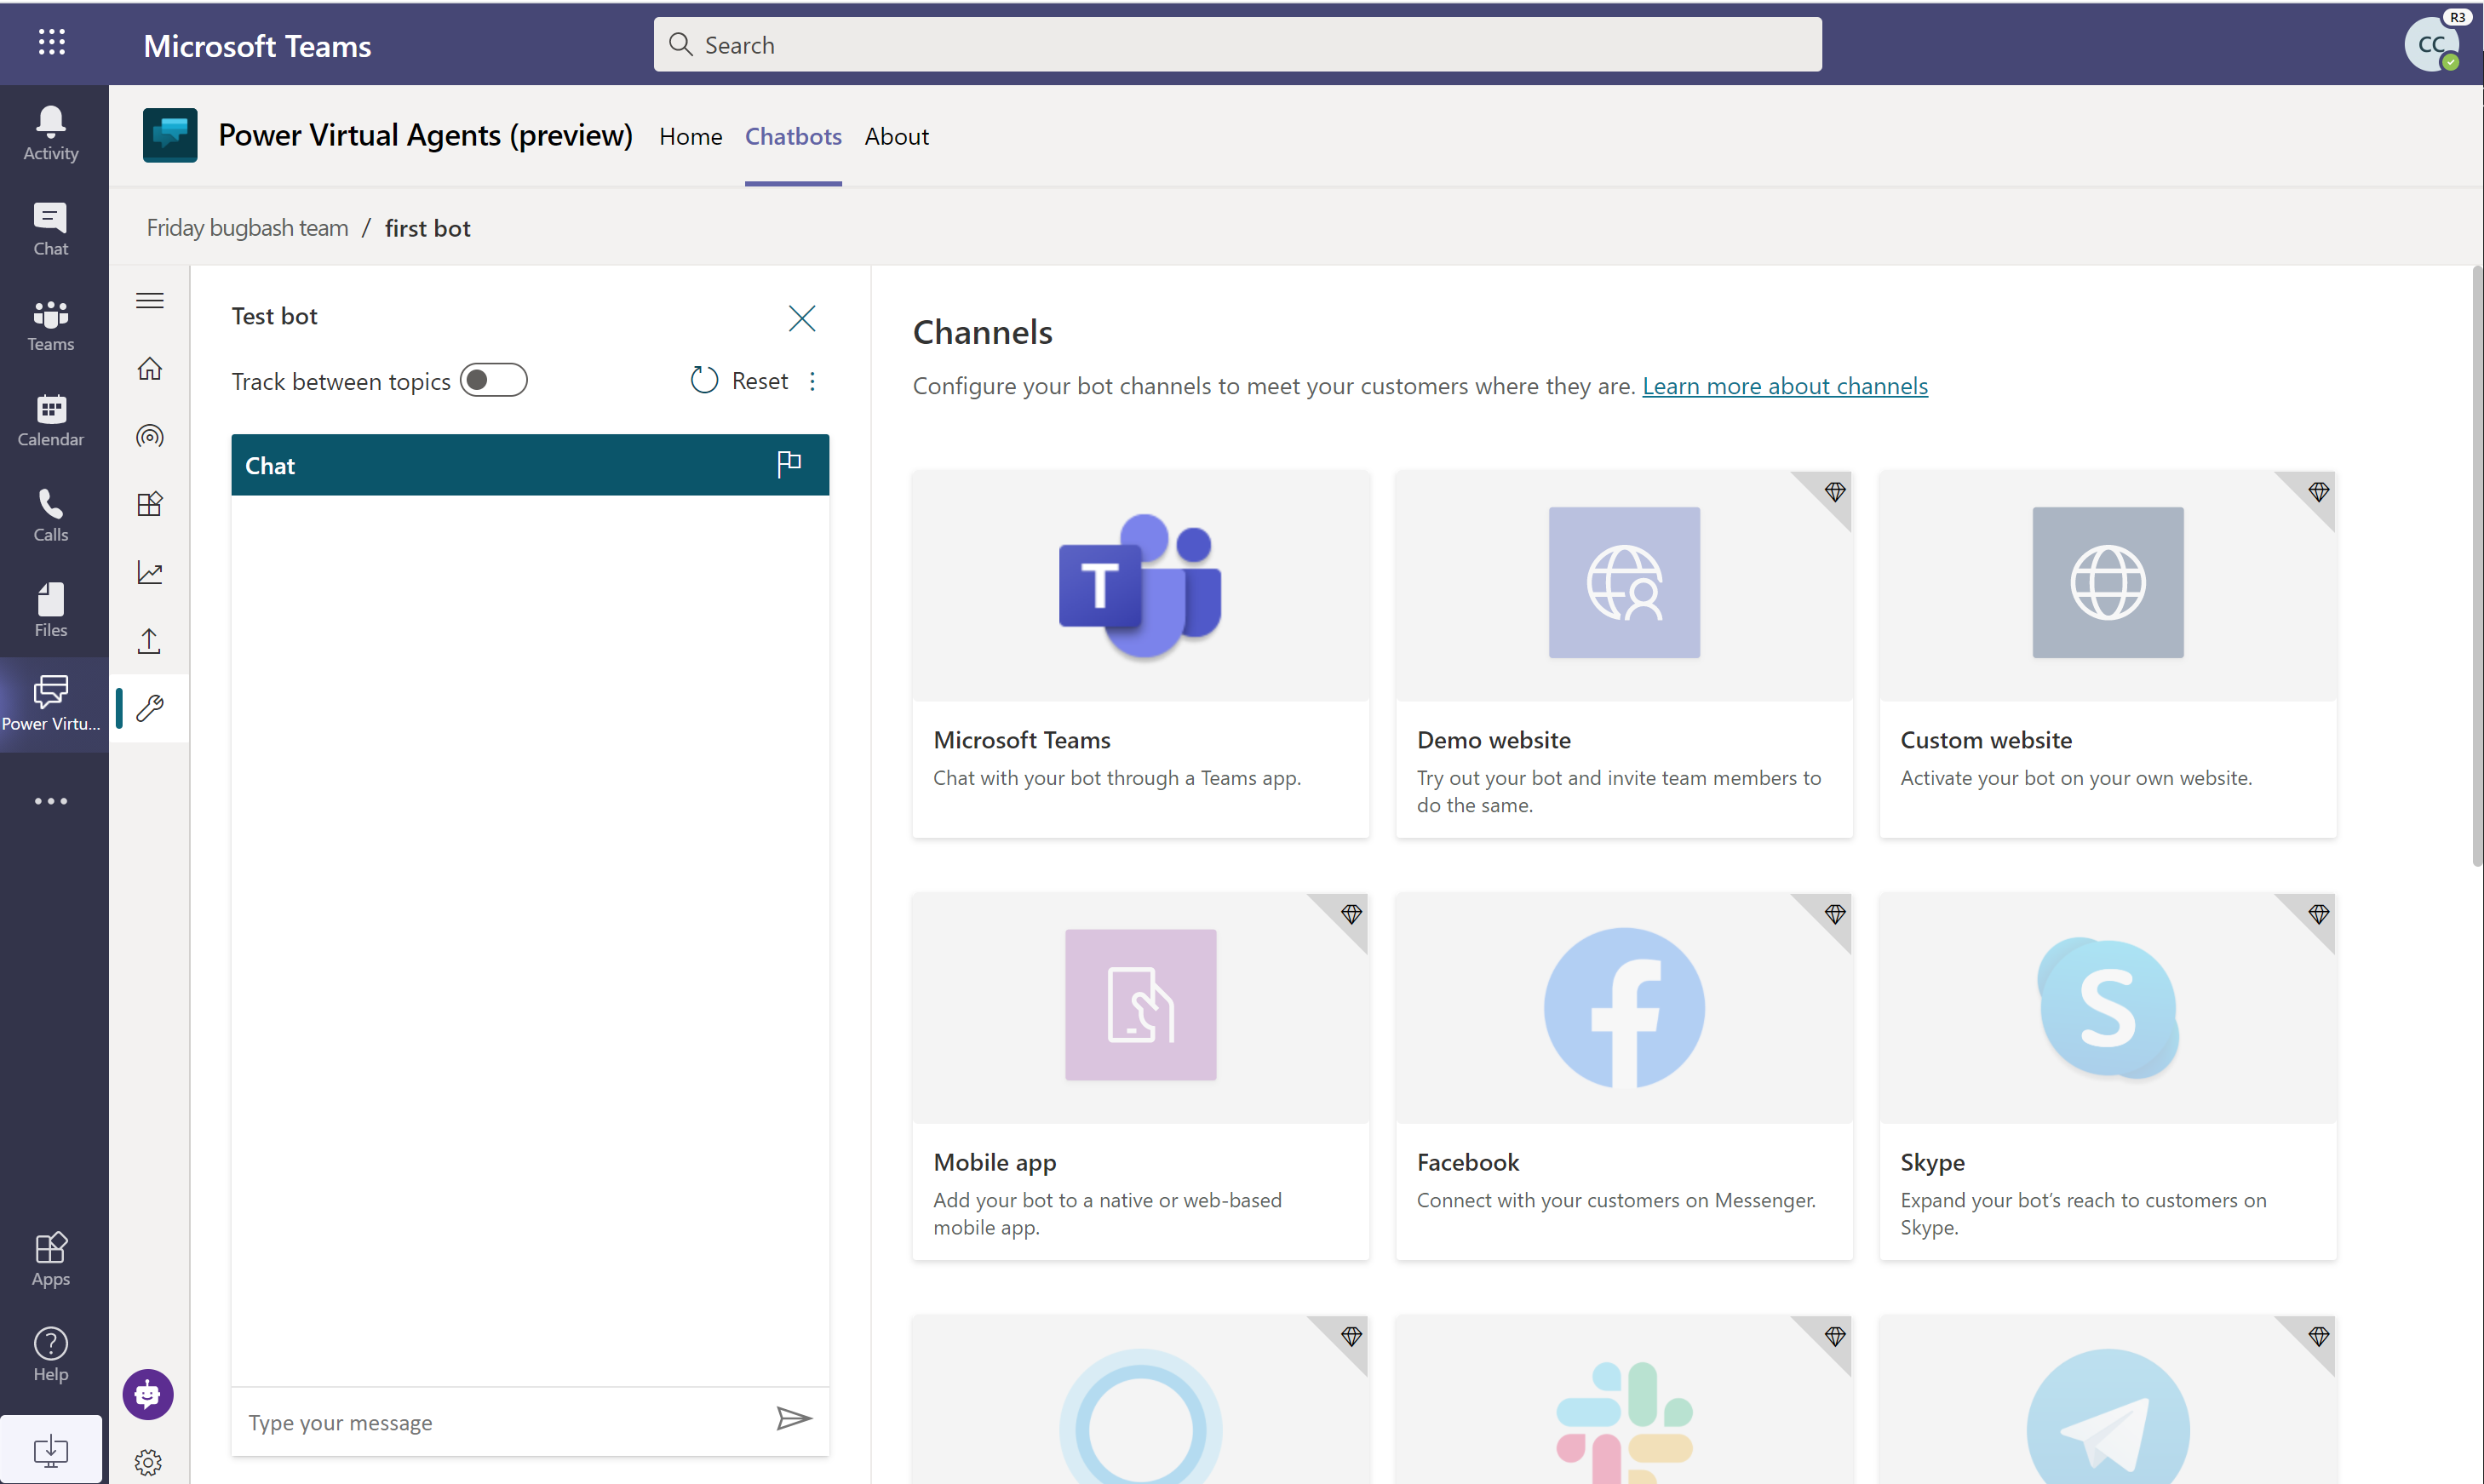 Microsoft Teams
Search
R3
CC
Activity
Chat
Teams
Calendar
Calls
Files
Power Virtu...
Apps
Help
Power Virtual Agents (preview)
Home
Chatbots
About
Friday bugbash team / first bot
Test bot
Track between topics
Reset
Chat
Type your message
Channels
Configure your bot channels to meet your customers where they are. Learn more about channels
T
Microsoft Teams
Chat with your bot through a Teams app.
Demo website
Try out your bot and invite team members to
do the same.
Custom website
Activate your bot on your own website.
Mobile app
Add your bot to a native or web-based
mobile app.
f
Facebook
Connect with your customers on Messenger.
S
Skype
Expand your bot’s reach to customers on
Skype.